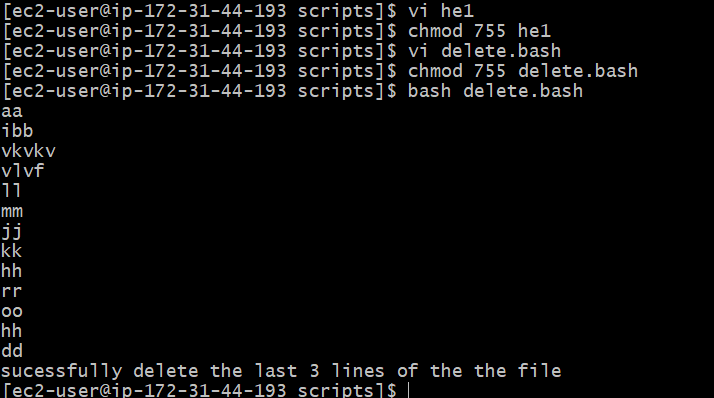 [ec2-user@ip-172-31-44-193 scripts]$ vi he1
[ec2-user@ip-172-31-44-193 scripts]$ chmod 755 he1
[ec2-user@ip-172-31-44-193 scripts]$ vi delete.bash
[ec2-user@ip-172-31-44-193 scripts]$ chmod 755 delete.bash
[ec2-user@ip-172-31-44-193 scripts]$ bash delete.bash
aa
ibb
vkvkv
vlvf
ll
mm
jj
kk
hh
rr
oo
hh
dd
sucessfully delete the last 3 lines of the the file
[ec2-user@ip-172-31-44-193 scripts]$